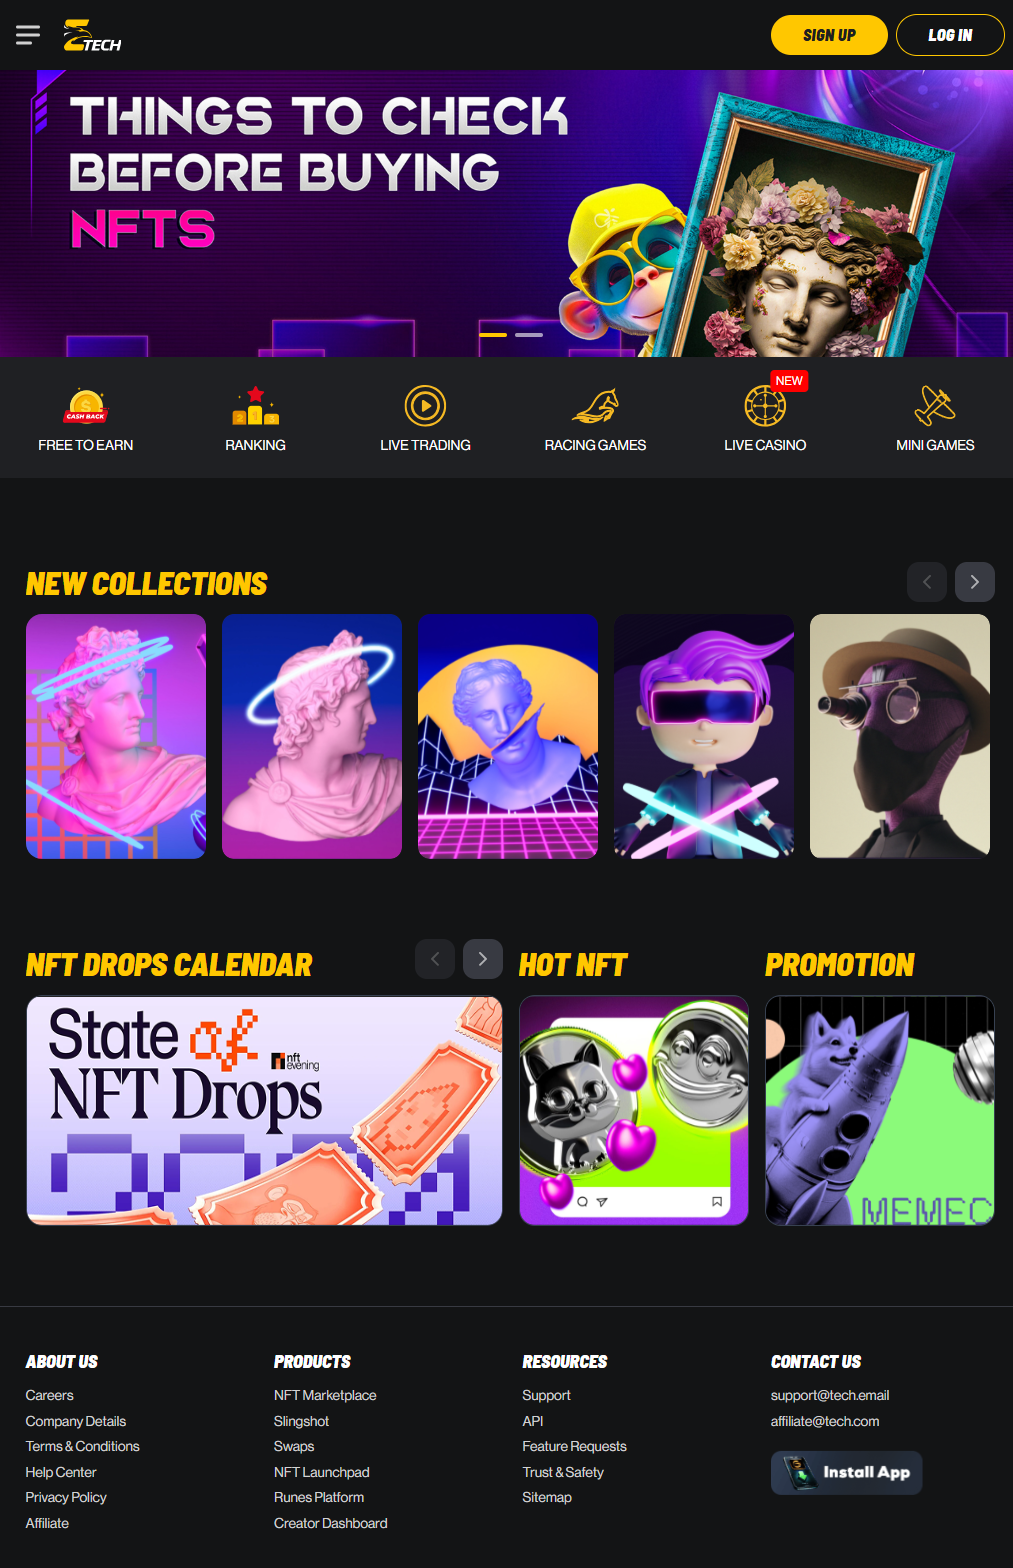 ZTECH
SIGN UP
LOG IN
THINGS TO CHECK
BEFORE BUYING
NFTS
CASH BACK
2 1 3
NEW
FREE TO EARN
RANKING
LIVE TRADING
RACING GAMES
LIVE CASINO
MINI GAMES
NEW COLLECTIONS
NFT DROPS CALENDAR
HOT NFT
PROMOTION
State of
nft
evening
NFT Drops
MEMEC
ABOUT US
Careers
Company Details
Terms & Conditions
Help Center
Privacy Policy
Affiliate
PRODUCTS
NFT Marketplace
Slingshot
Swaps
NFT Launchpad
Runes Platform
Creator Dashboard
RESOURCES
Support
API
Feature Requests
Trust & Safety
Sitemap
CONTACT US
support@tech.email
affiliate@tech.com
Install App